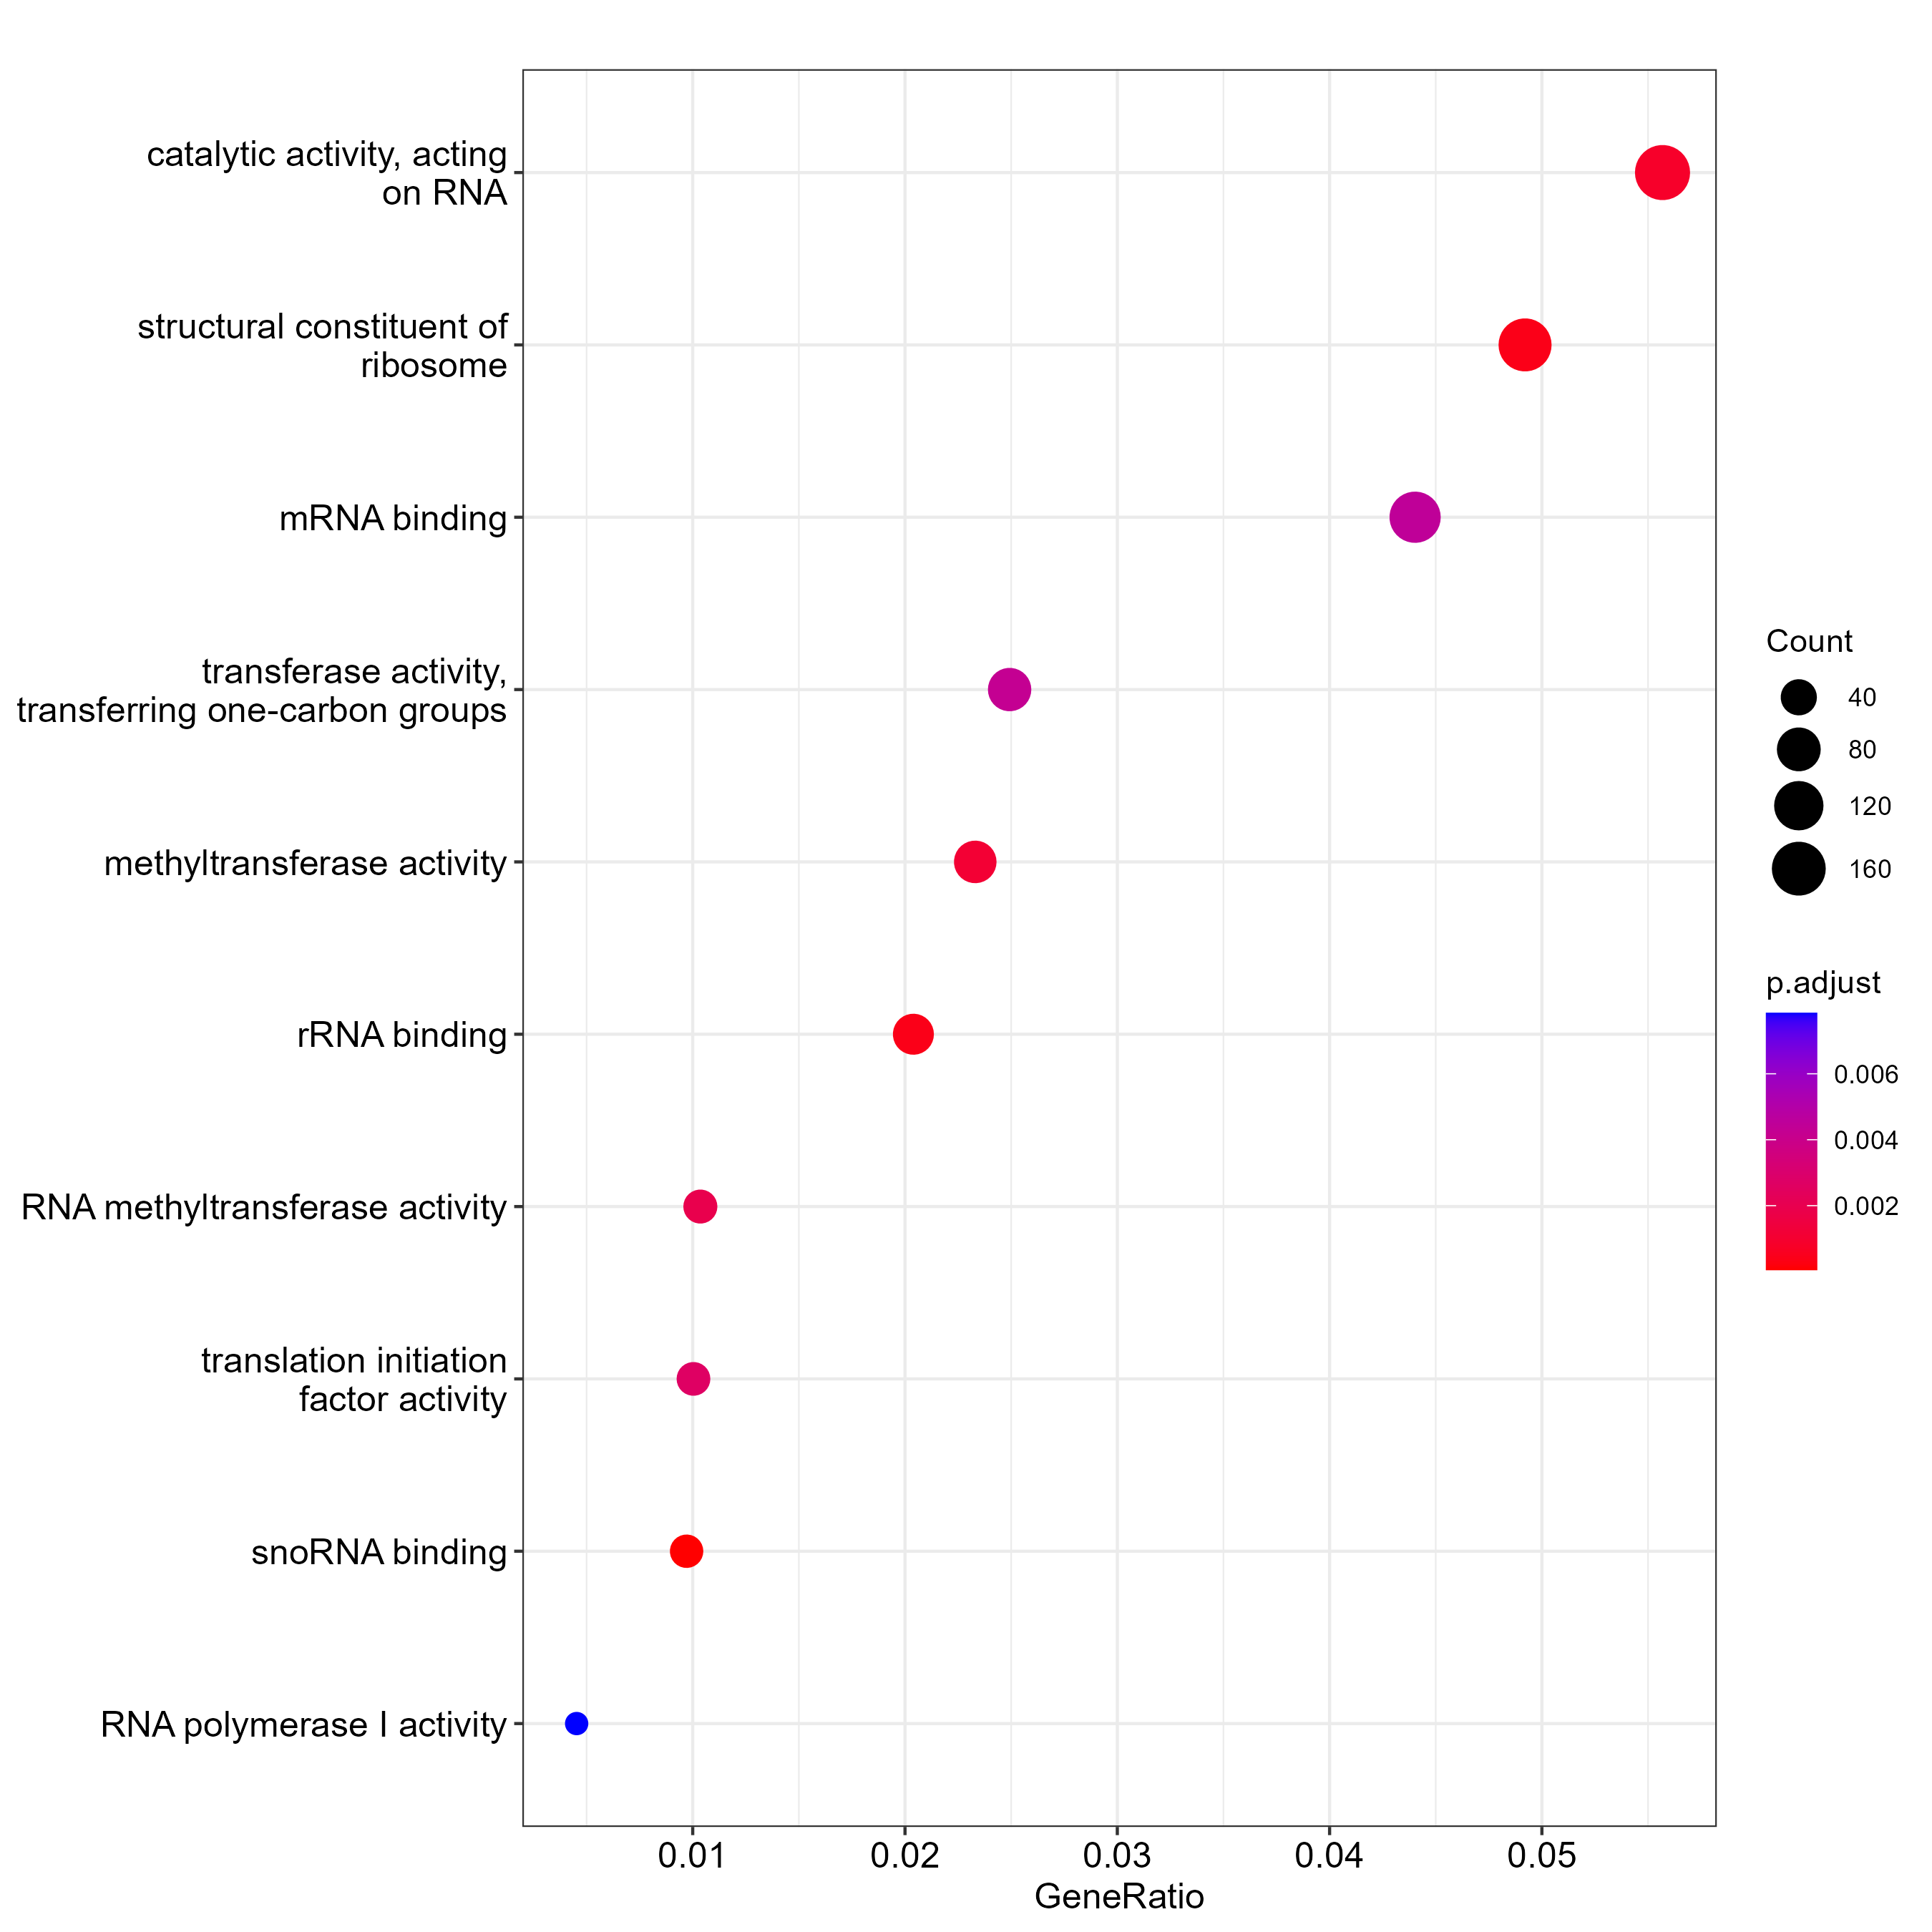 catalytic activity, acting
on RNA
structural constituent of
ribosome
mRNA binding
transferase activity,
transferring one-carbon groups
methyltransferase activity
rRNA binding
RNA methyltransferase activity
translation initiation
factor activity
snoRNA binding
RNA polymerase I activity
0.01 0.02 0.03 0.04 0.05
GeneRatio
Count
40
80
120
160
p.adjust
0.006
0.004
0.002